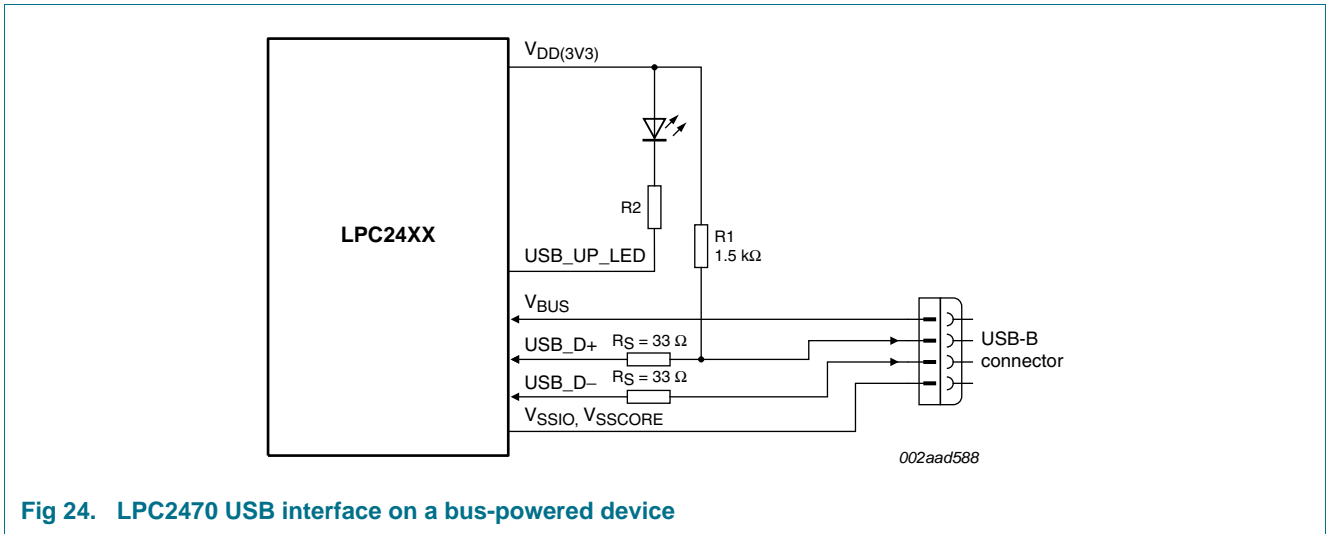 VDD(3V3)
R2
LPC24XX
R1
1.5 kΩ
USB_UP_LED
VBUS
USB_D+ RS = 33 Ω
USB-B
connector
USB_D− RS = 33 Ω
VSSIO, VSSCORE
002aad588
Fig 24. LPC2470 USB interface on a bus-powered device